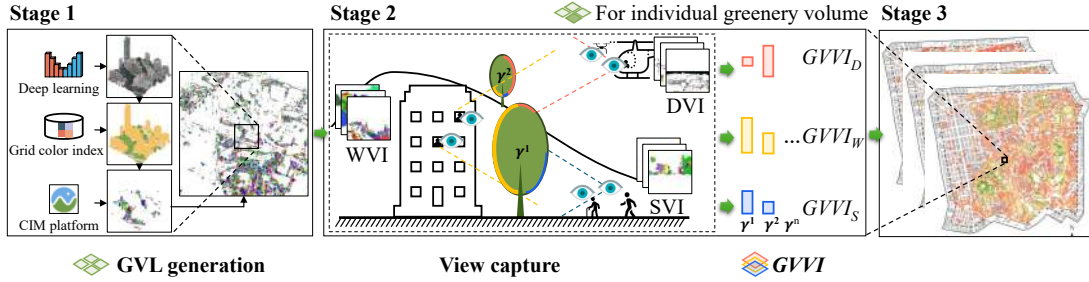 Stage 1
Stage 2
For individual greenery volume
Stage 3
Deep learning
Grid color index
CIM platform
WVI
γ²
γ¹
DVI
SVI
GVVI_D
...GVVI_W
GVVI_S
γ¹ γ² γⁿ
N
GVL generation
View capture
GVVI